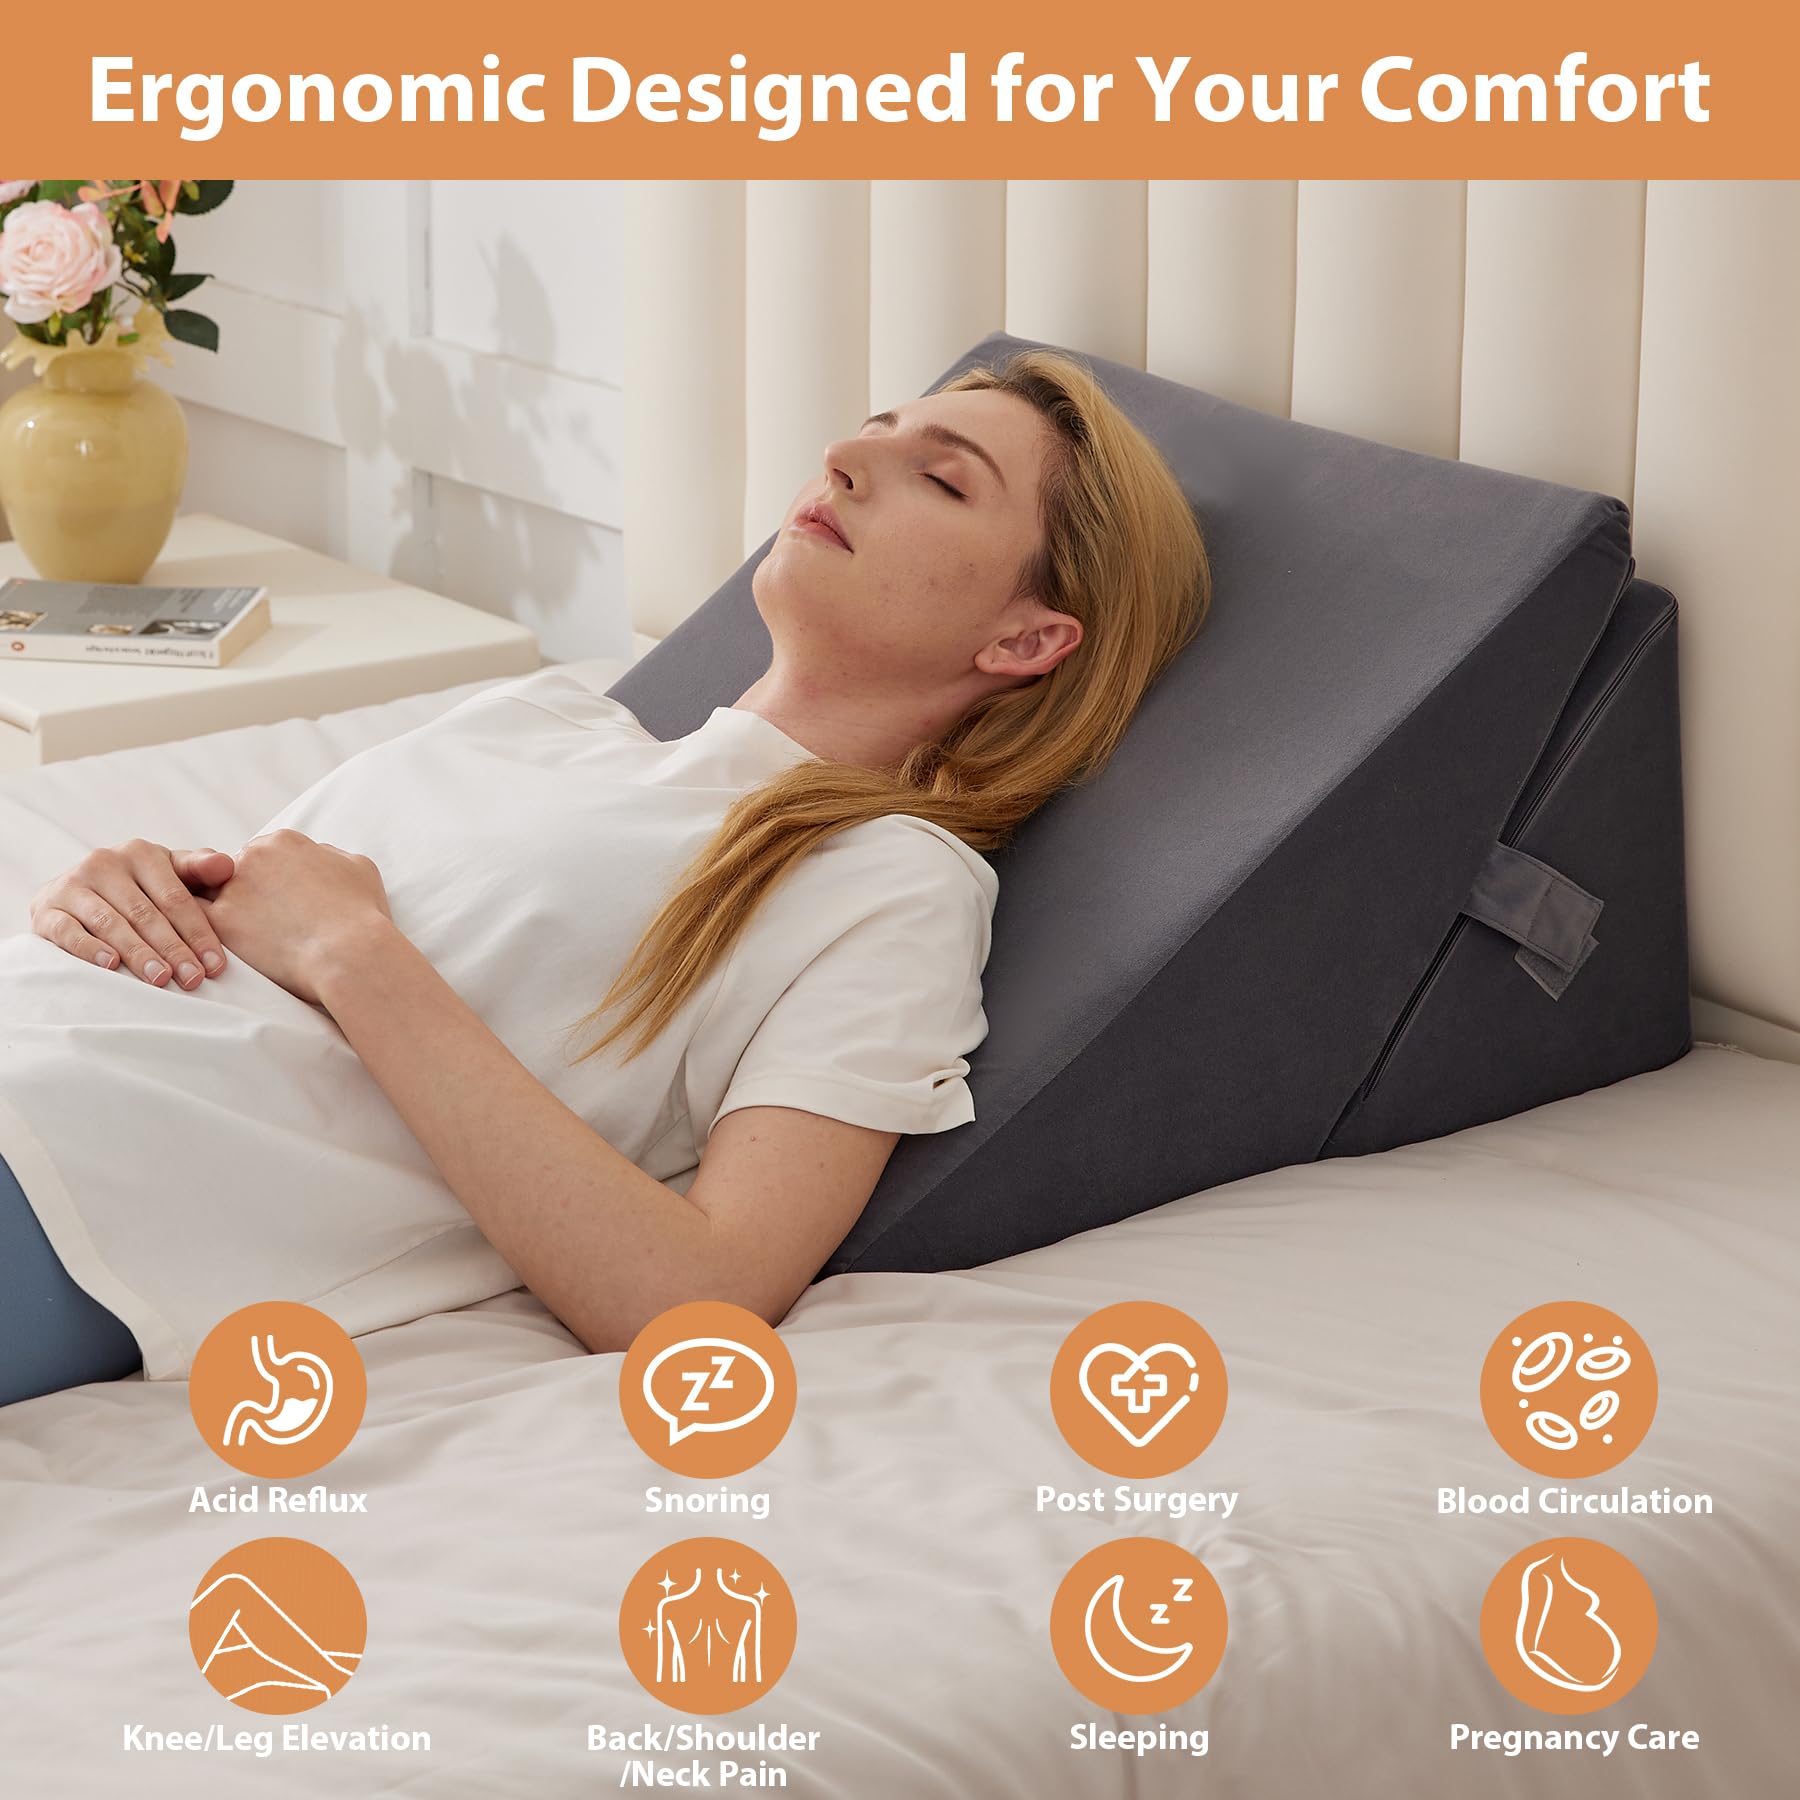 Ergonomic Designed for Your Comfort
zZ
Acid Reflux
Snoring
Post Surgery
Blood Circulation
z z
Knee/Leg Elevation
Back/Shoulder
/Neck Pain
Sleeping
Pregnancy Care